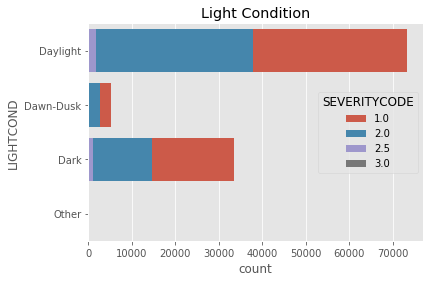 Light Condition
LIGHTCOND
Daylight
Dawn-Dusk
Dark
Other
SEVERITYCODE
1.0
2.0
2.5
3.0
0 10000 20000 30000 40000 50000 60000 70000
count